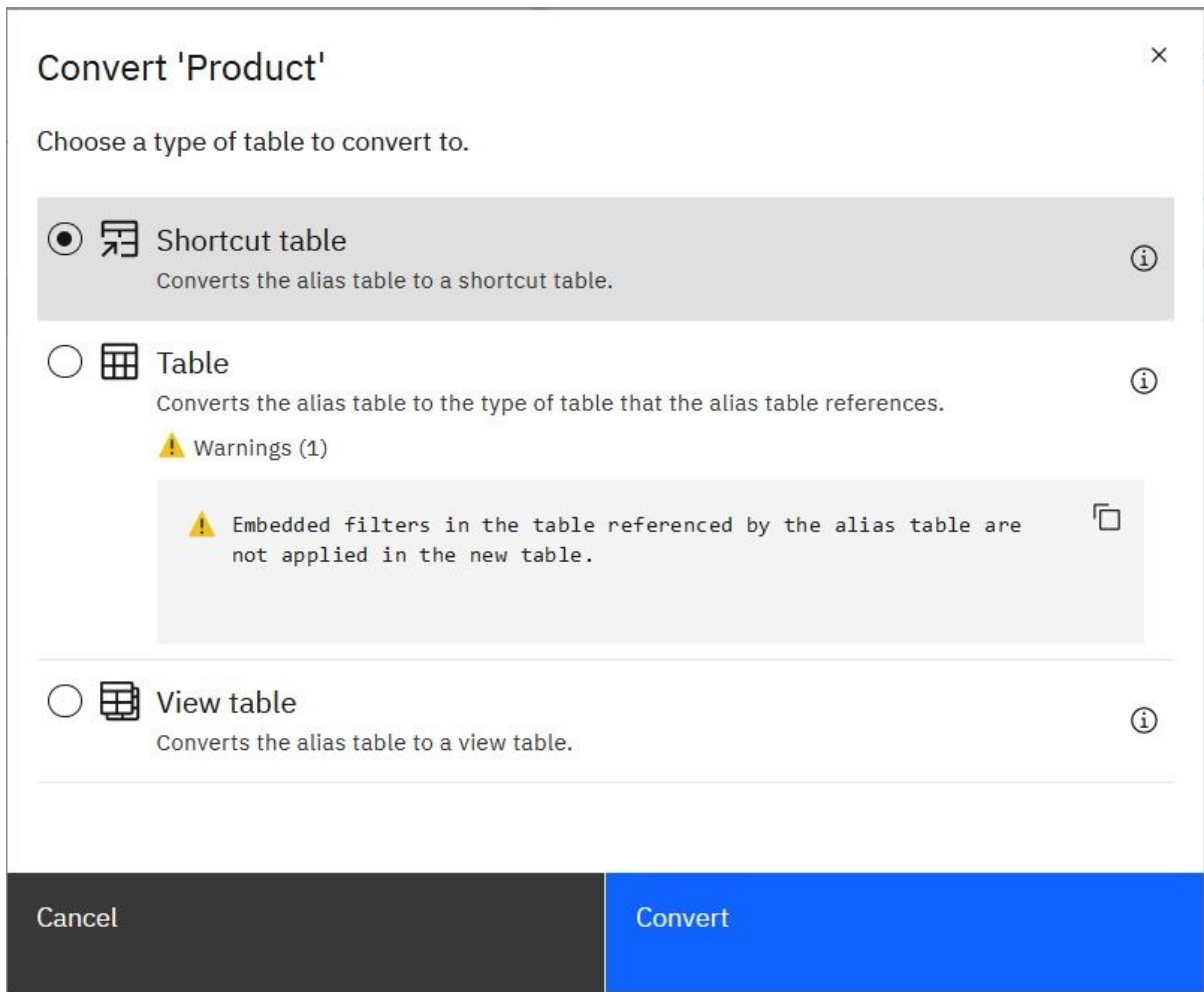 Convert 'Product'
Choose a type of table to convert to.
Shortcut table
Converts the alias table to a shortcut table.
Table
Converts the alias table to the type of table that the alias table references.
Warnings (1)
Embedded filters in the table referenced by the alias table are
not applied in the new table.
View table
Converts the alias table to a view table.
Cancel
Convert